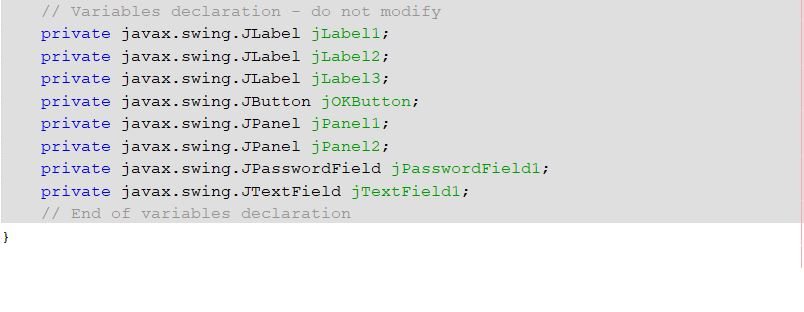 // Variables declaration - do not modify
private javax.swing.JLabel jLabel1;
private javax.swing.JLabel jLabel2;
private javax.swing.JLabel jLabel3;
private javax.swing.JButton jOKButton;
private javax.swing.JPanel jPanel1;
private javax.swing.JPanel jPanel2;
private javax.swing.JPasswordField jPasswordField1;
private javax.swing.JTextField jTextField1;
// End of variables declaration
}